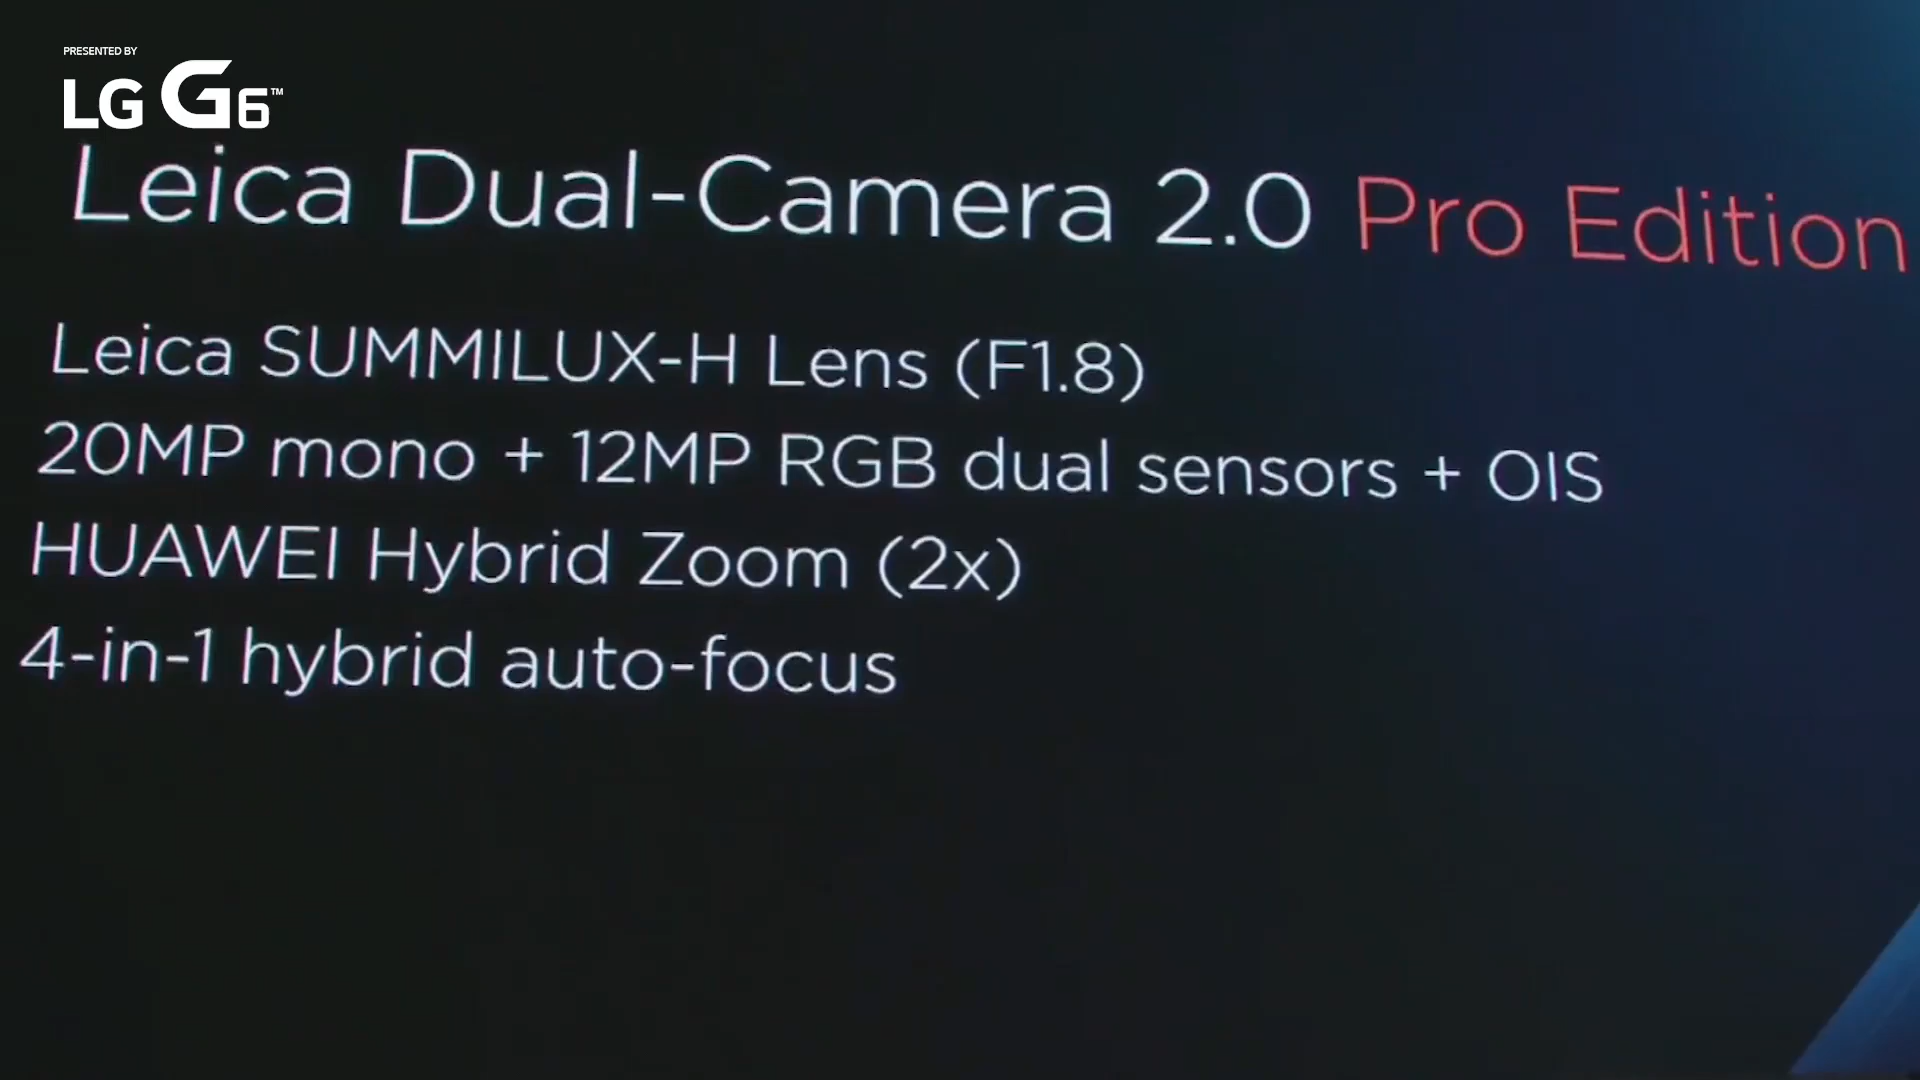 PRESENTED BY
LG G6™
Leica Dual-Camera 2.0 Pro Edition
Leica SUMMILUX-H Lens (F1.8)
20MP mono + 12MP RGB dual sensors + OIS
HUAWEI Hybrid Zoom (2x)
4-in-1 hybrid auto-focus